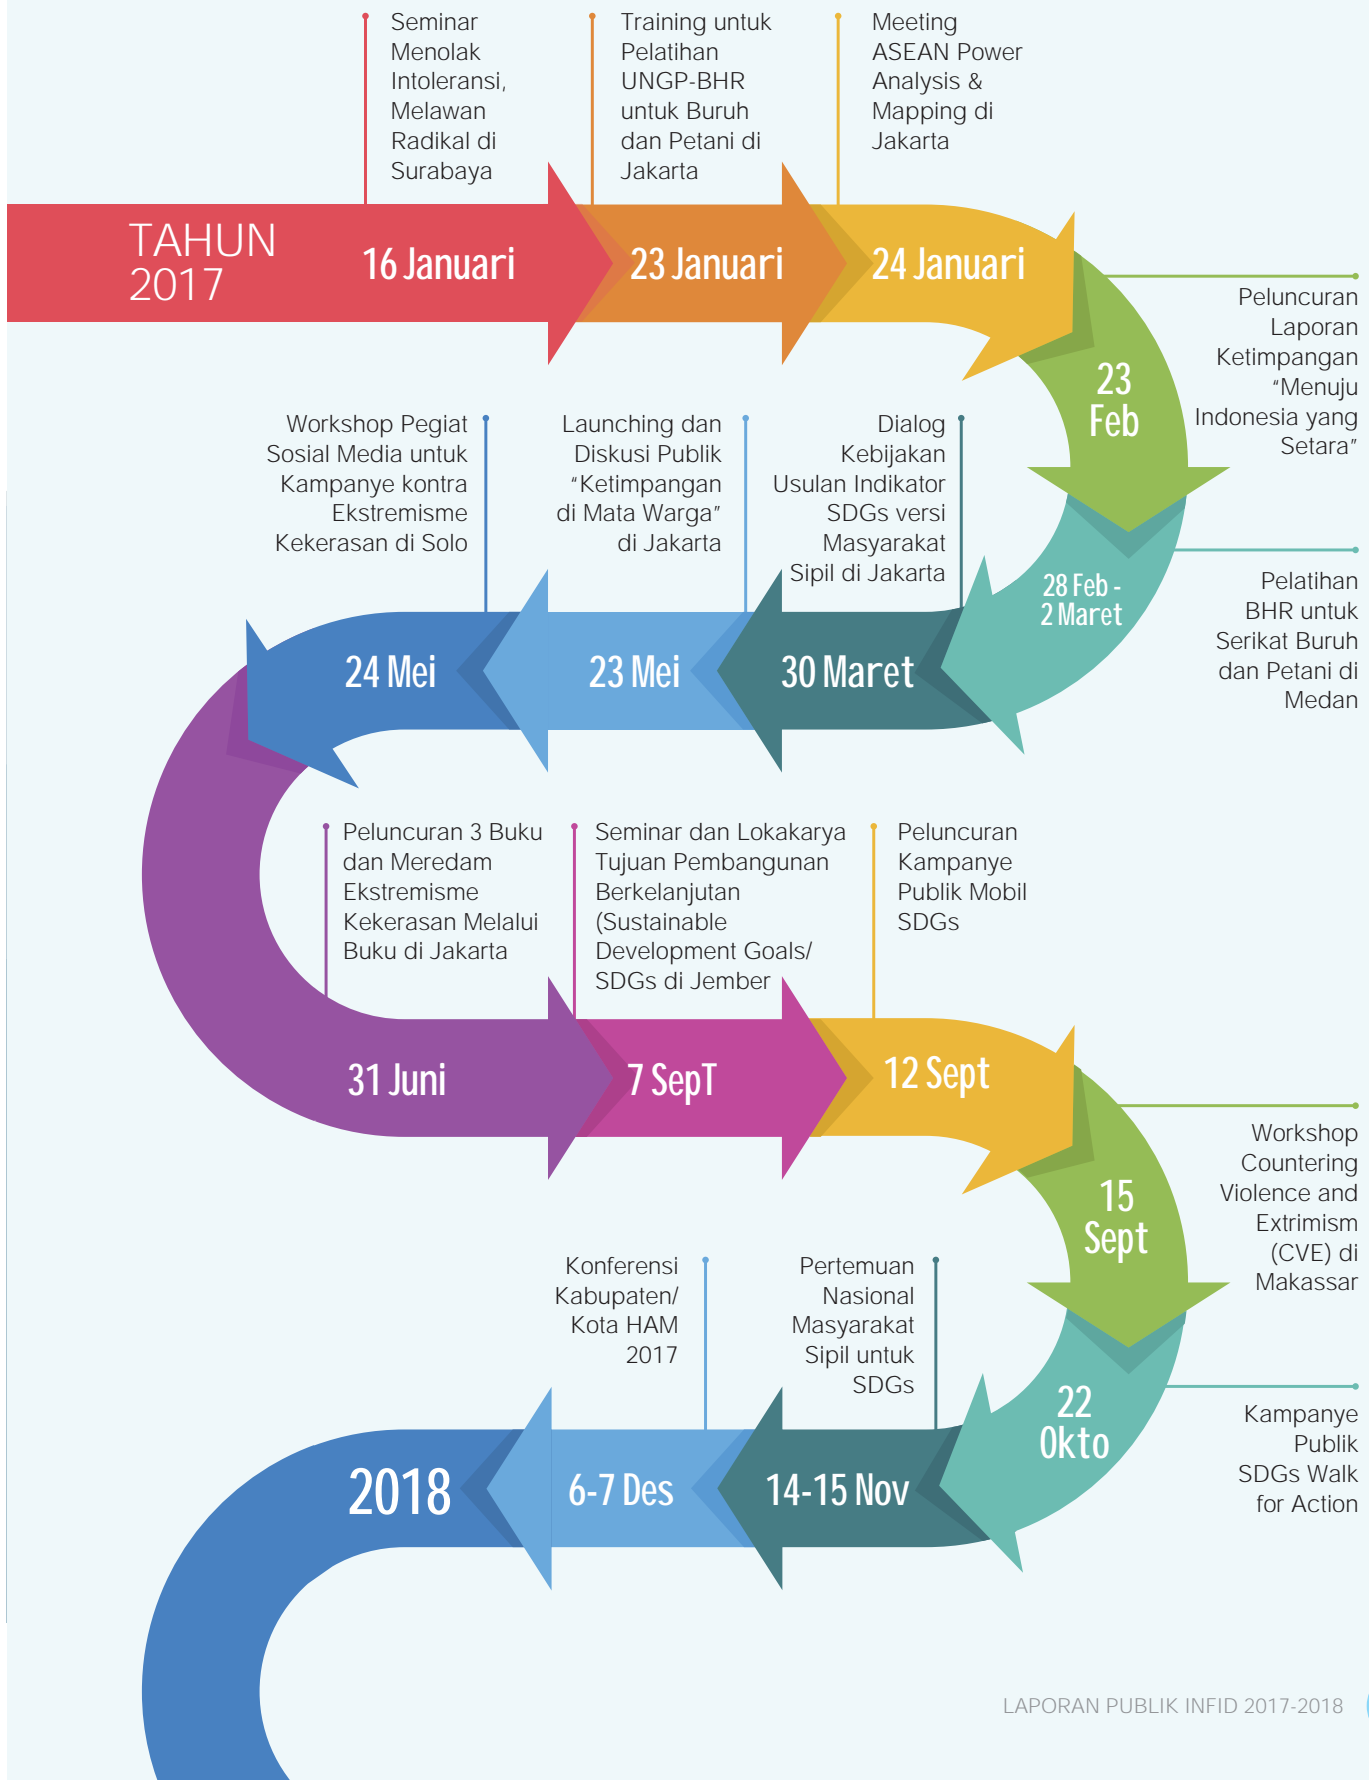 TAHUN
2017
16 Januari
Seminar
Menolak
Intoleransi,
Melawan
Radikal di
Surabaya
23 Januari
Training untuk
Pelatihan
UNGP-BHR
untuk Buruh
dan Petani di
Jakarta
24 Januari
Meeting
ASEAN Power
Analysis &
Mapping di
Jakarta
23
Feb
Peluncuran
Laporan
Ketimpangan
“Menuju
Indonesia yang
Setara”
28 Feb -
2 Maret
Pelatihan
BHR untuk
Serikat Buruh
dan Petani di
Medan
30 Maret
Dialog
Kebijakan
Usulan Indikator
SDGs versi
Masyarakat
Sipil di Jakarta
23 Mei
Launching dan
Diskusi Publik
“Ketimpangan
di Mata Warga”
di Jakarta
24 Mei
Workshop Pegiat
Sosial Media untuk
Kampanye kontra
Ekstremisme
Kekerasan di Solo
31 Juni
Peluncuran 3 Buku
dan Meredam
Ekstremisme
Kekerasan Melalui
Buku di Jakarta
7 SepT
Seminar dan Lokakarya
Tujuan Pembangunan
Berkelanjutan
(Sustainable
Development Goals/
SDGs di Jember
12 Sept
Peluncuran
Kampanye
Publik Mobil
SDGs
15
Sept
Workshop
Countering
Violence and
Extrimism
(CVE) di
Makassar
22
Okto
Kampanye
Publik
SDGs Walk
for Action
14-15 Nov
Pertemuan
Nasional
Masyarakat
Sipil untuk
SDGs
6-7 Des
Konferensi
Kabupaten/
Kota HAM
2017
2018
LAPORAN PUBLIK INFID 2017-2018